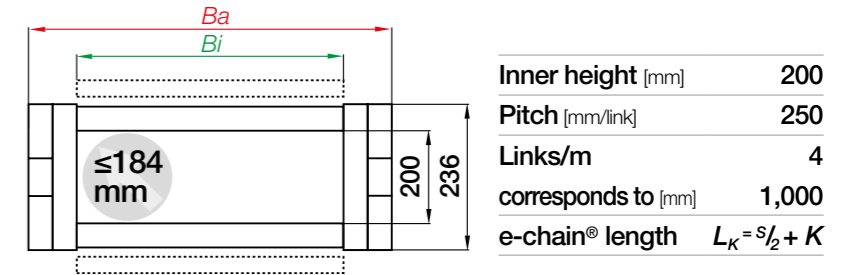 Ba
Bi
≤184
mm
200
236
Inner height [mm] 200
Pitch [mm/link] 250
Links/m 4
corresponds to [mm] 1,000
e-chain® length L_K = S/2 + K